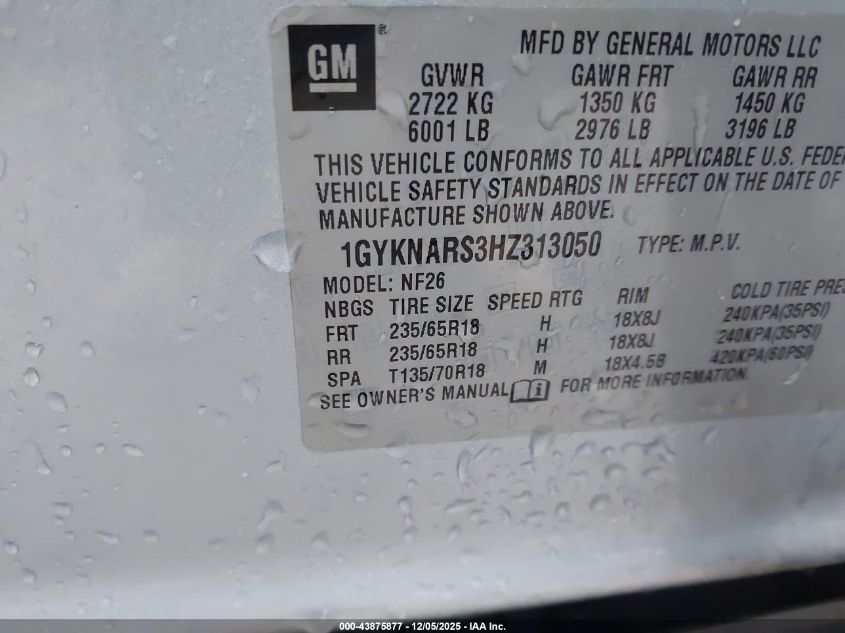 GM®
MFD BY GENERAL MOTORS LLC
GVWR GAWR FRT GAWR RR
2722 KG 1350 KG 1450 KG
6001 LB 2976 LB 3196 LB
THIS VEHICLE CONFORMS TO ALL APPLICABLE U.S. FEDE
VEHICLE SAFETY STANDARDS IN EFFECT ON THE DATE OF
MANUFACTURE SHOWN ABOVE.
1GYKNARS3HZ313050 TYPE: M.P.V.
MODEL: NF26
NBGS TIRE SIZE SPEED RTG RIM COLD TIRE PRE
FRT 235/65R18 H 18X8J 240KPA(35PSI)
RR 235/65R18 H 18X8J 240KPA(35PSI)
SPA T135/70R18 M 18X4.5B 420KPA(60PSI)
SEE OWNER'S MANUAL FOR MORE INFORMATION.
000-43875877 - 12/05/2025 - IAA Inc.